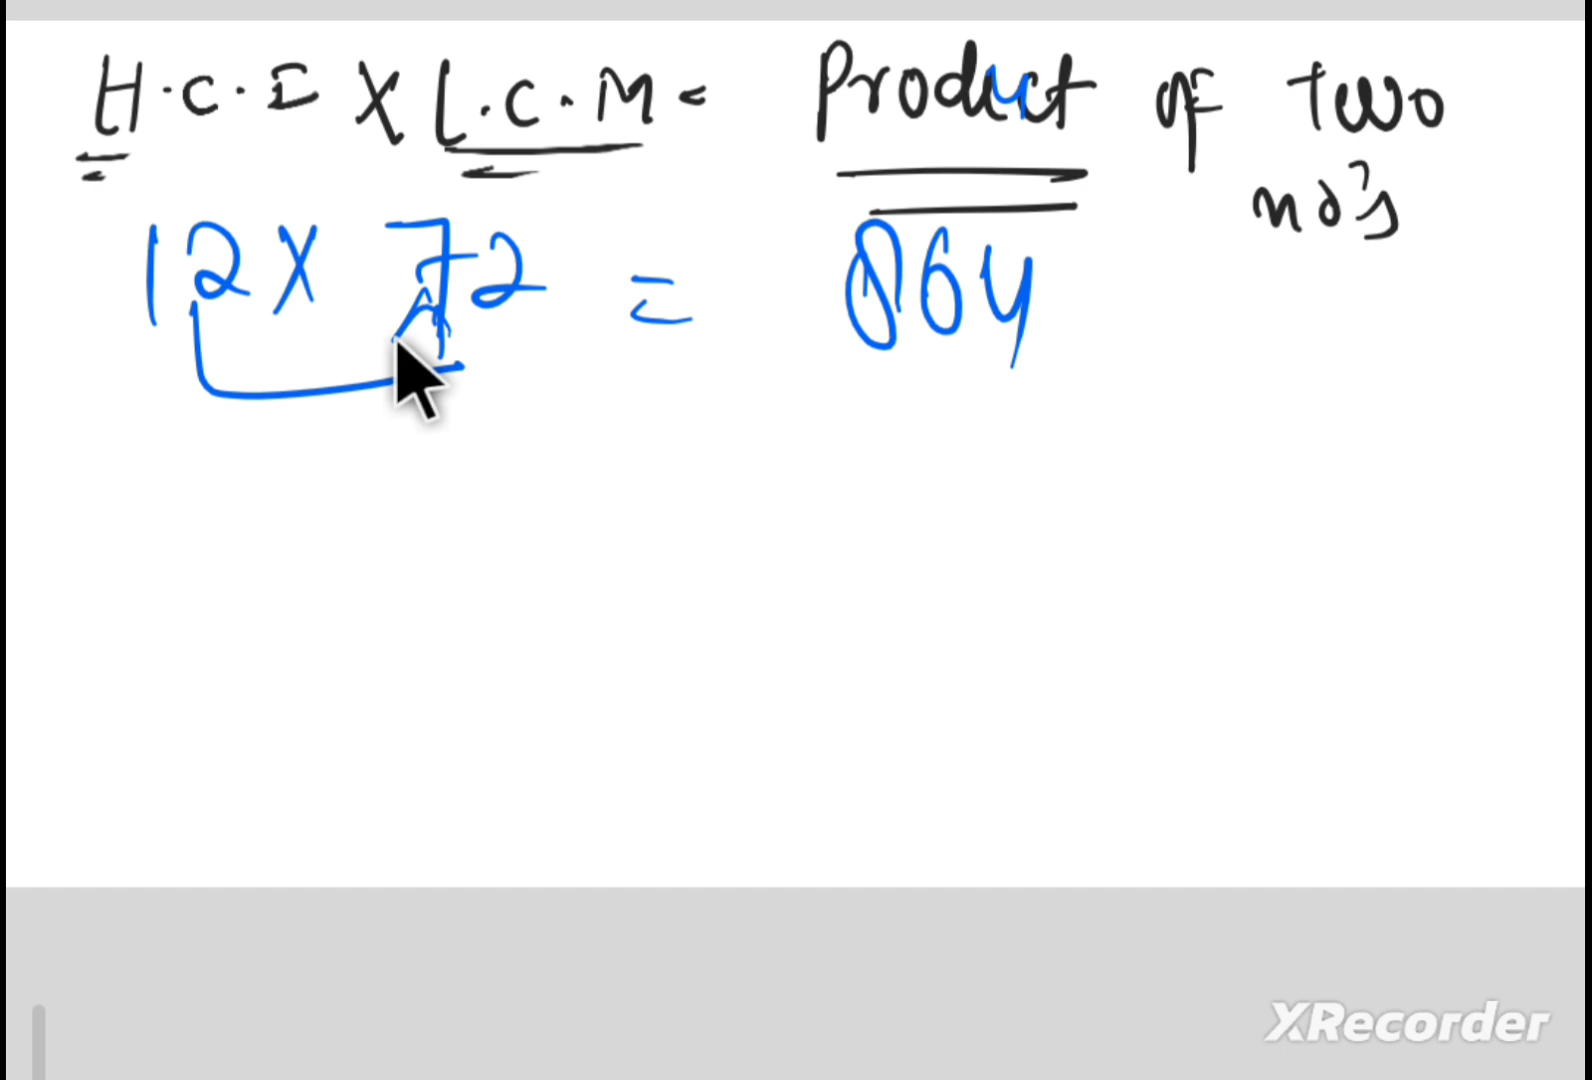 H.C.F X L.C.M = Product of two
no's
12 X 72 = 864
XRecorder